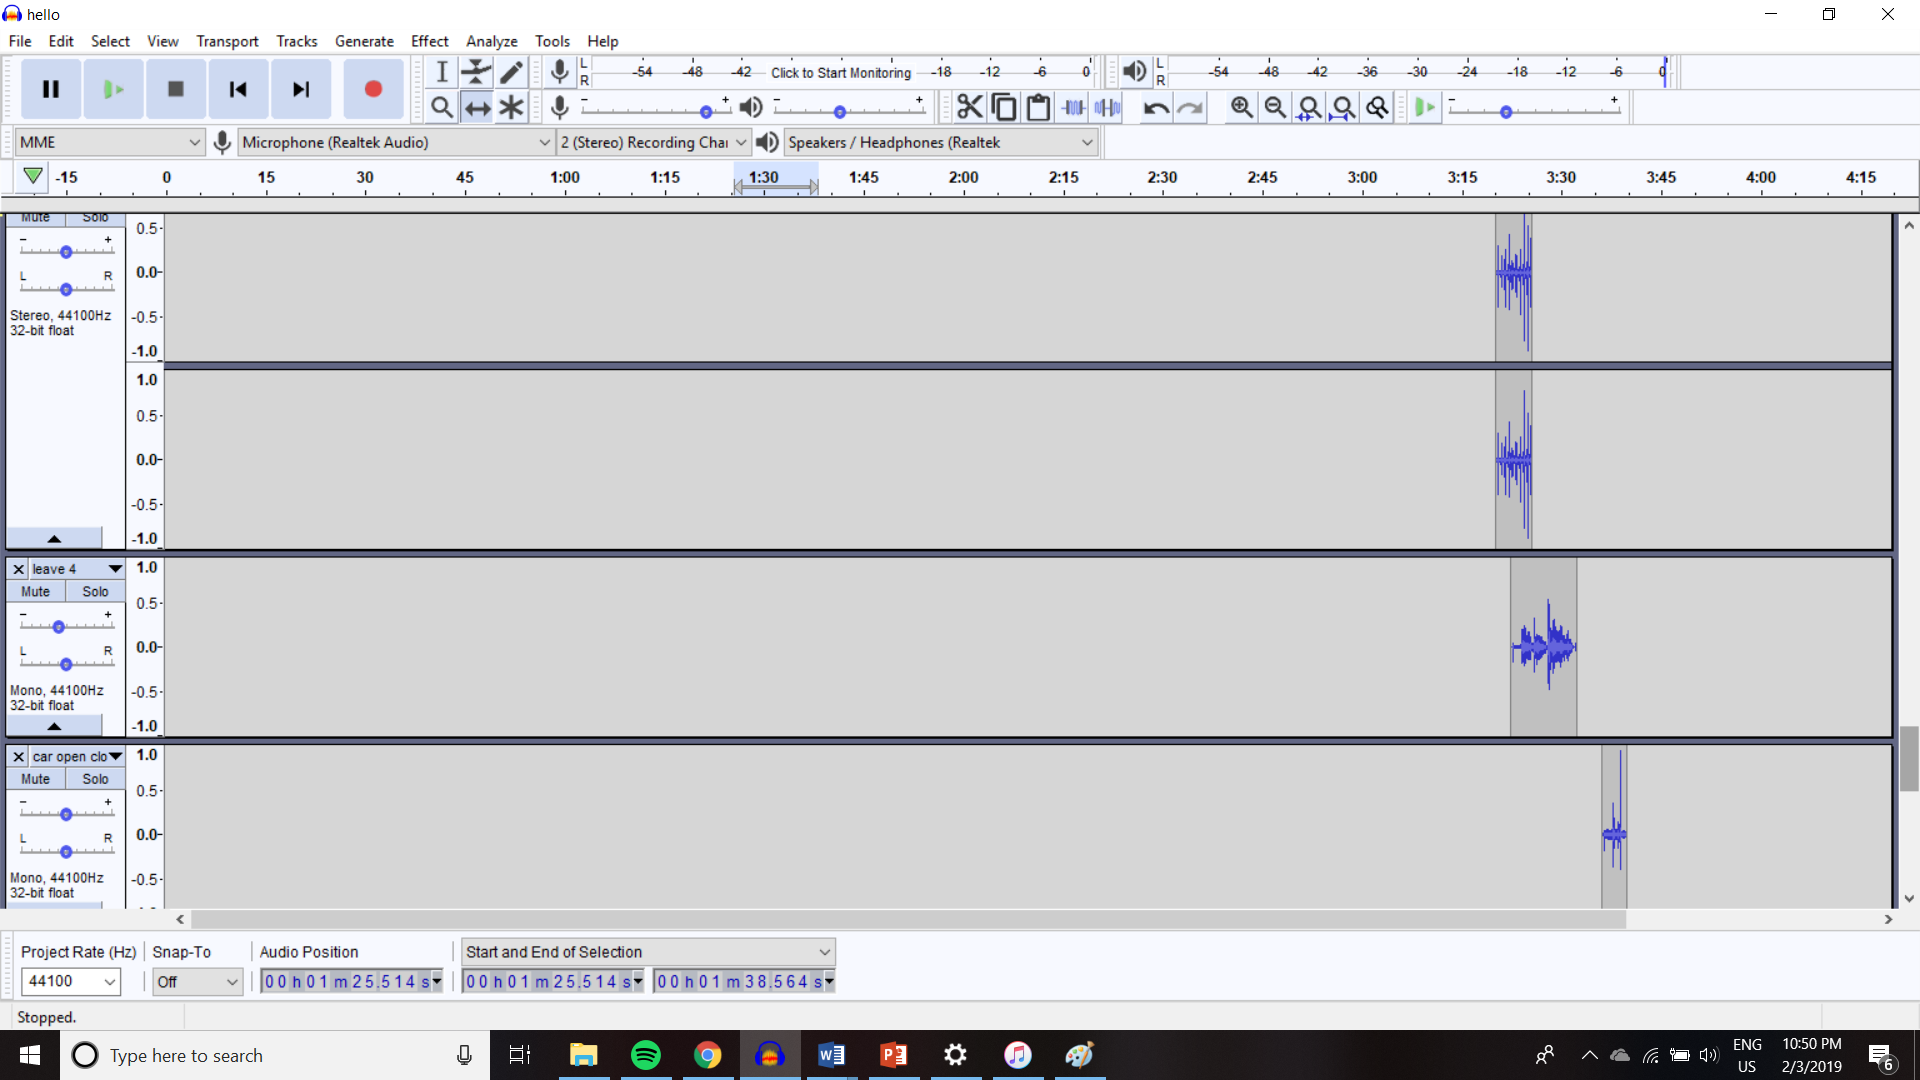 hello
File Edit Select View Transport Tracks Generate Effect Analyze Tools Help
L R -54 -48 -42 Click to Start Monitoring -18 -12 -6 0 L R -54 -48 -42 -36 -30 -24 -18 -12 -6 0
- + - + - +
MME Microphone (Realtek Audio) 2 (Stereo) Recording Chai Speakers / Headphones (Realtek
-15 0 15 30 45 1:00 1:15 1:30 1:45 2:00 2:15 2:30 2:45 3:00 3:15 3:30 3:45 4:00 4:15
Mute Solo 0.5
- +
L R 0.0
Stereo, 44100Hz -0.5
32-bit float
-1.0
1.0
0.5
0.0
-0.5
-1.0
X leave 4 1.0
Mute Solo 0.5
- +
L R 0.0
Mono, 44100Hz -0.5
32-bit float
-1.0
X car open clo 1.0
Mute Solo 0.5
- +
L R 0.0
Mono, 44100Hz -0.5
32-bit float
Project Rate (Hz) Snap-To Audio Position Start and End of Selection
44100 Off 00 h 01 m 25.514 s 00 h 01 m 25.514 s 00 h 01 m 38.564 s
Stopped.
Type here to search
ENG 10:50 PM
US 2/3/2019 6